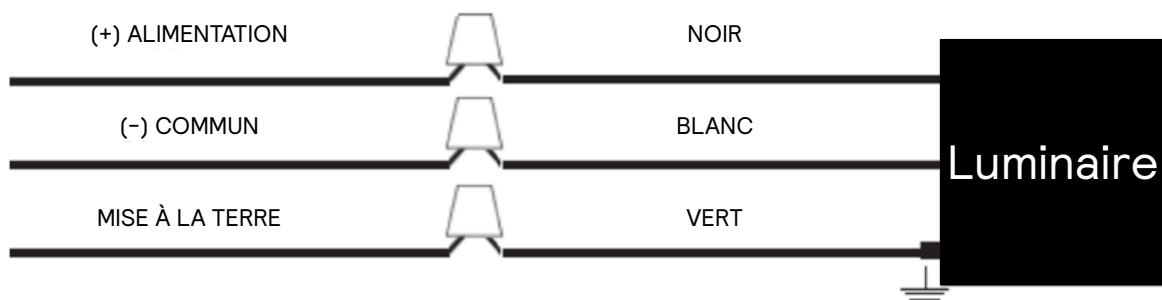 (+) ALIMENTATION NOIR
(-) COMMUN BLANC
Luminaire
MISE À LA TERRE VERT